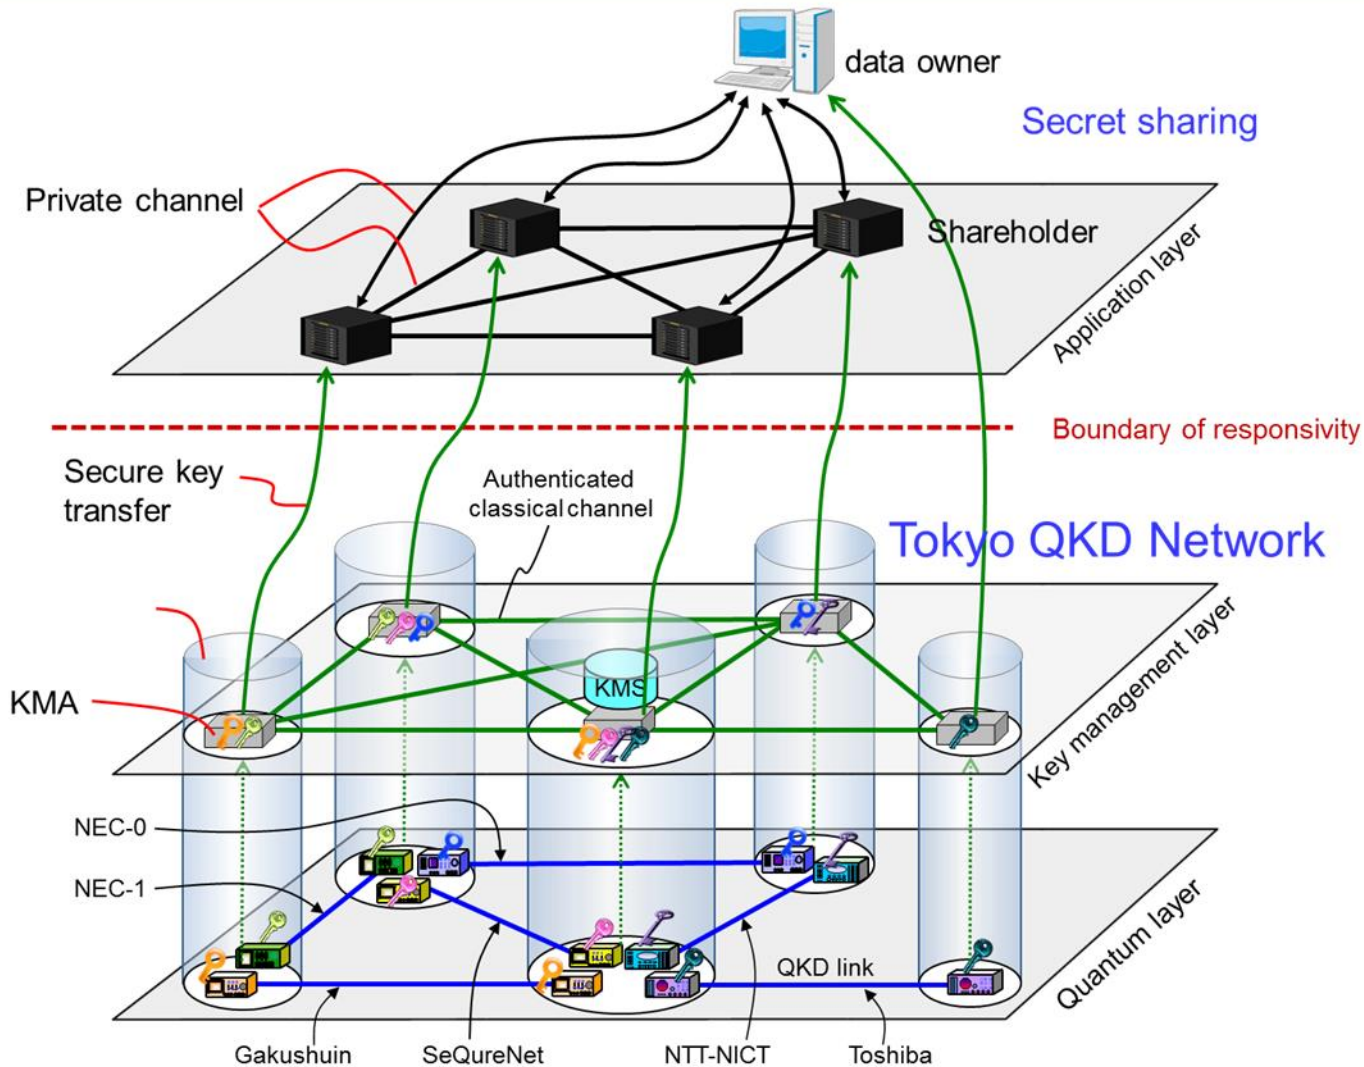 data owner
Secret sharing
Private channel
Shareholder
Application layer
Boundary of responsivity
Secure key
transfer
Authenticated
classical channel
Tokyo QKD Network
KMS
KMA
Key management layer
NEC-0
NEC-1
QKD link
Quantum layer
Gakushuin
SeQureNet
NTT-NICT
Toshiba